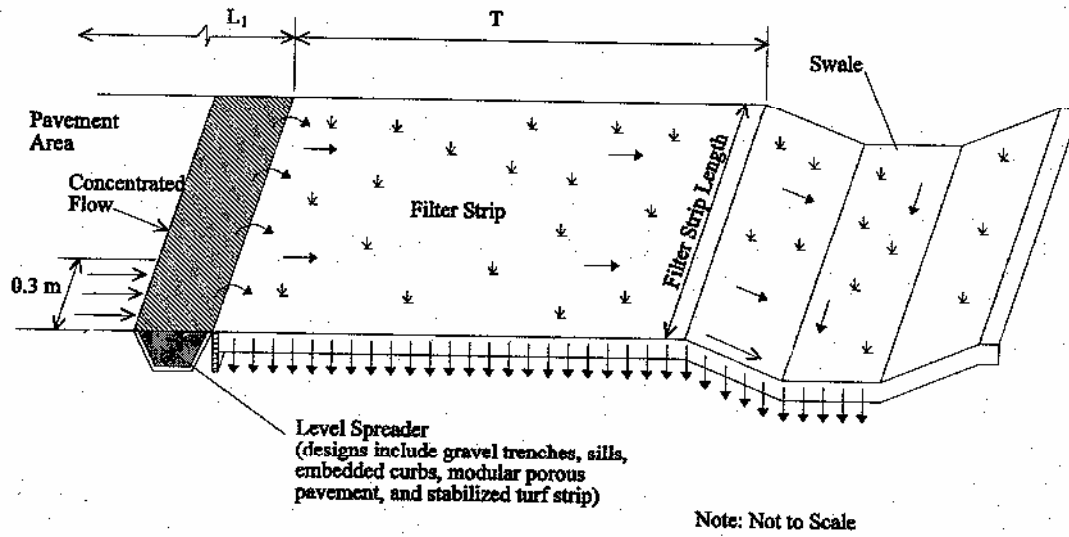 L₁
T
Swale
Pavement
Area
Concentrated
Flow
Filter Strip
Filter Strip Length
0.3 m
Level Spreader
(designs include gravel trenches, sills,
embedded curbs, modular porous
pavement, and stabilized turf strip)
Note: Not to Scale